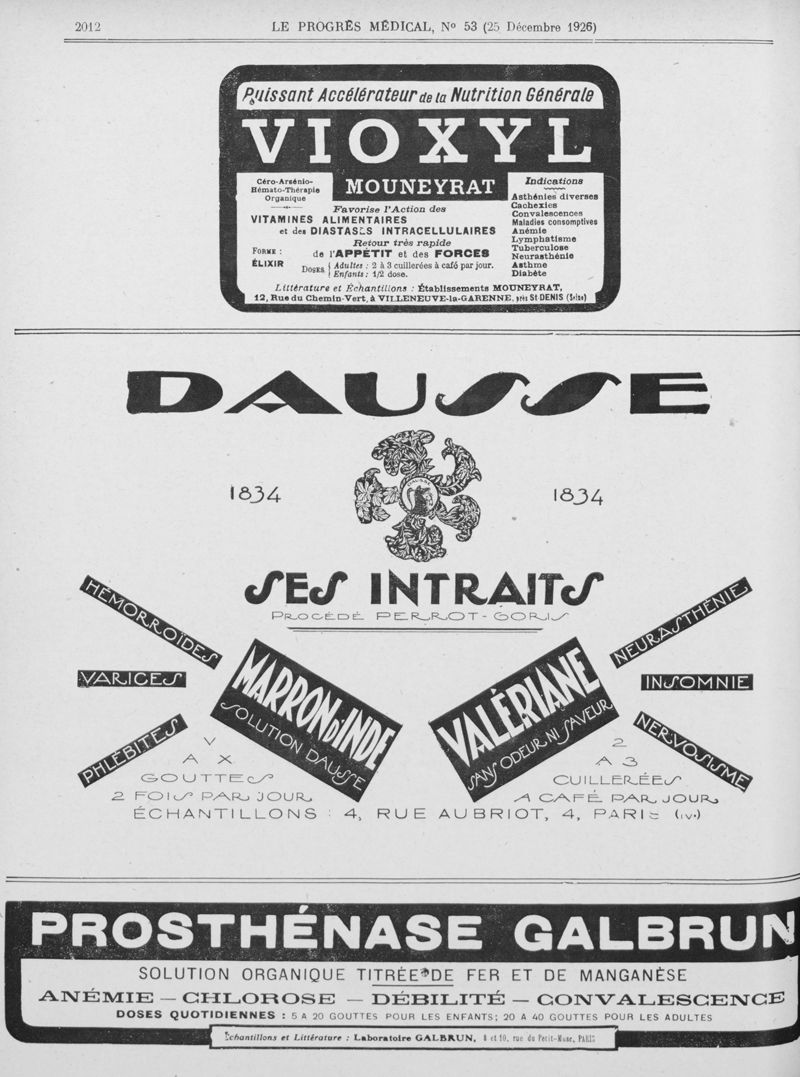 2012
LE PROGRÈS MÉDICAL, No 53 (25 Décembre 1926)
Puissant Accélérateur de la Nutrition Générale
VIOXYL
MOUNEYRAT
Céro-Arsénio-
Hémato-Thérapie
Organique
Favorise l'Action des
VITAMINES ALIMENTAIRES
et des DIASTASES INTRACELLULAIRES
Retour très rapide
de l'APPÉTIT et des FORCES
FORME :
ÉLIXIR
DOSES
Adultes : 2 à 3 cuillerées à café par jour.
Enfants : 1/2 dose.
Indications
Asthénies diverses
Cachexies
Convalescences
Maladies consomptives
Anémie
Lymphatisme
Tuberculose
Neurasthénie
Asthme
Diabète
Littérature et Échantillons : Établissements MOUNEYRAT,
12, Rue du Chemin-Vert, à VILLENEUVE-la-GARENNE, près St-DENIS (Seine)
DAUSSE
1834
DAUSSE
1834
SES INTRAITS
PROCÉDÉ PERROT-GORIS
HÉMORROÏDES
VARICES
PHLÉBITES
MARRON D'INDE
SOLUTION DAUSSE
VALÉRIANE
SANS ODEUR NI SAVEUR
NEURASTHÉNIE
INSOMNIE
NERVOSISME
V
A X
GOUTTES
2 FOIS PAR JOUR
2
A 3
CUILLERÉES
A CAFÉ PAR JOUR
ÉCHANTILLONS : 4, RUE AUBRIOT, 4, PARIS (IV.)
PROSTHÉNASE GALBRUN
SOLUTION ORGANIQUE TITRÉE DE FER ET DE MANGANÈSE
ANÉMIE — CHLOROSE — DÉBILITÉ — CONVALESCENCE
DOSES QUOTIDIENNES : 5 A 20 GOUTTES POUR LES ENFANTS; 20 A 40 GOUTTES POUR LES ADULTES
Echantillons et Littérature : Laboratoire GALBRUN, 8 et 10, rue du Petit-Musc, PARIS